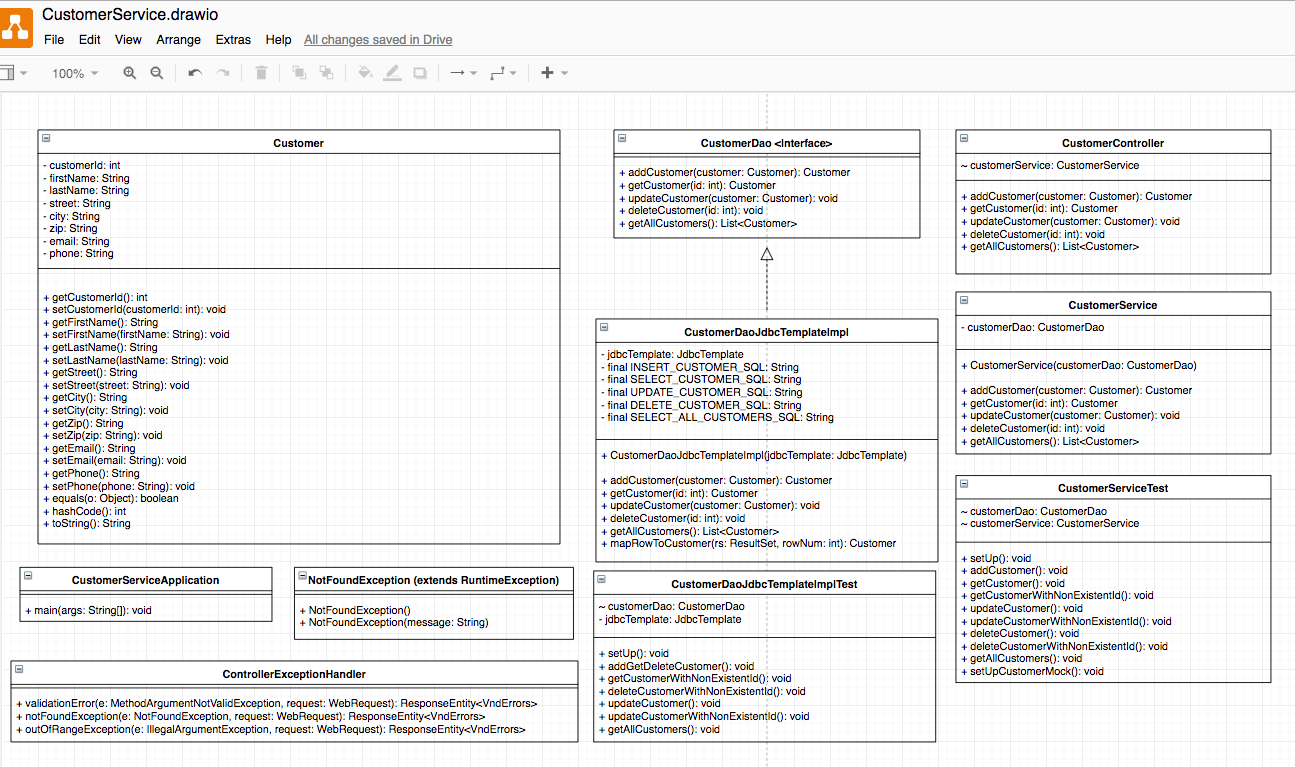 CustomerService.drawio
File Edit View Arrange Extras Help All changes saved in Drive
100%
Customer
- customerId: int
- firstName: String
- lastName: String
- street: String
- city: String
- zip: String
- email: String
- phone: String
+ getCustomerId(): int
+ setCustomerId(customerId: int): void
+ getFirstName(): String
+ setFirstName(firstName: String): void
+ getLastName(): String
+ setLastName(lastName: String): void
+ getStreet(): String
+ setStreet(street: String): void
+ getCity(): String
+ setCity(city: String): void
+ getZip(): String
+ setZip(zip: String): void
+ getEmail(): String
+ setEmail(email: String): void
+ getPhone(): String
+ setPhone(phone: String): void
+ equals(o: Object): boolean
+ hashCode(): int
+ toString(): String
CustomerDao <Interface>
+ addCustomer(customer: Customer): Customer
+ getCustomer(id: int): Customer
+ updateCustomer(customer: Customer): void
+ deleteCustomer(id: int): void
+ getAllCustomers(): List<Customer>
CustomerController
~ customerService: CustomerService
+ addCustomer(customer: Customer): Customer
+ getCustomer(id: int): Customer
+ updateCustomer(customer: Customer): void
+ deleteCustomer(id: int): void
+ getAllCustomers(): List<Customer>
CustomerDaoJdbcTemplateImpl
- jdbcTemplate: JdbcTemplate
- final INSERT_CUSTOMER_SQL: String
- final SELECT_CUSTOMER_SQL: String
- final UPDATE_CUSTOMER_SQL: String
- final DELETE_CUSTOMER_SQL: String
- final SELECT_ALL_CUSTOMERS_SQL: String
+ CustomerDaoJdbcTemplateImpl(jdbcTemplate: JdbcTemplate)
+ addCustomer(customer: Customer): Customer
+ getCustomer(id: int): Customer
+ updateCustomer(customer: Customer): void
+ deleteCustomer(id: int): void
+ getAllCustomers(): List<Customer>
+ mapRowToCustomer(rs: ResultSet, rowNum: int): Customer
CustomerService
- customerDao: CustomerDao
+ CustomerService(customerDao: CustomerDao)
+ addCustomer(customer: Customer): Customer
+ getCustomer(id: int): Customer
+ updateCustomer(customer: Customer): void
+ deleteCustomer(id: int): void
+ getAllCustomers(): List<Customer>
CustomerServiceTest
~ customerDao: CustomerDao
~ customerService: CustomerService
+ setUp(): void
+ addCustomer(): void
+ getCustomer(): void
+ getCustomerWithNonExistentId(): void
+ updateCustomer(): void
+ updateCustomerWithNonExistentId(): void
+ deleteCustomer(): void
+ deleteCustomerWithNonExistentId(): void
+ getAllCustomers(): void
+ setUpCustomerMock(): void
CustomerServiceApplication
+ main(args: String[]): void
NotFoundException (extends RuntimeException)
+ NotFoundException()
+ NotFoundException(message: String)
CustomerDaoJdbcTemplateImplTest
~ customerDao: CustomerDao
- jdbcTemplate: JdbcTemplate
+ setUp(): void
+ addGetDeleteCustomer(): void
+ getCustomerWithNonExistentId(): void
+ deleteCustomerWithNonExistentId(): void
+ updateCustomer(): void
+ updateCustomerWithNonExistentId(): void
+ getAllCustomers(): void
ControllerExceptionHandler
+ validationError(e: MethodArgumentNotValidException, request: WebRequest): ResponseEntity<VndErrors>
+ notFoundException(e: NotFoundException, request: WebRequest): ResponseEntity<VndErrors>
+ outOfRangeException(e: IllegalArgumentException, request: WebRequest): ResponseEntity<VndErrors>